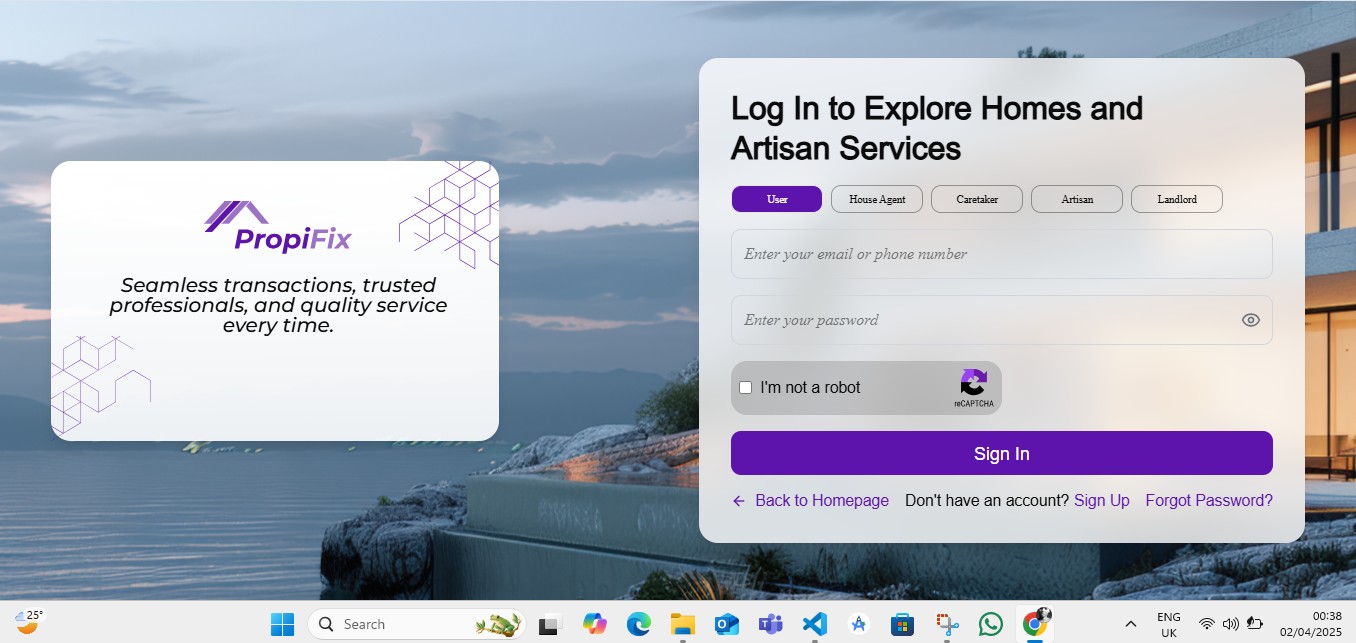 PropiFix
Seamless transactions, trusted
professionals, and quality service
every time.
Log In to Explore Homes and
Artisan Services
User House Agent Caretaker Artisan Landlord
Enter your email or phone number
Enter your password
I'm not a robot
reCAPTCHA
Sign In
← Back to Homepage Don't have an account? Sign Up Forgot Password?
25°
Search
ENG
UK
00:38
02/04/2025